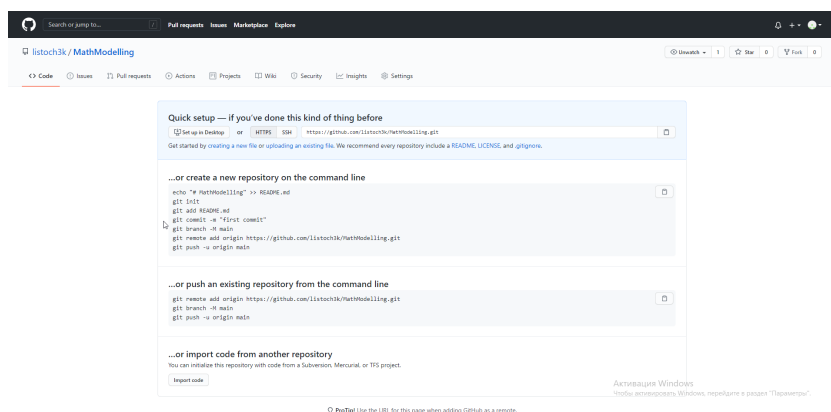 Search or jump to... /
Pull requests Issues Marketplace Explore
listoch3k / MathModelling
Unwatch 1 Star 0 Fork 0
Code Issues Pull requests Actions Projects Wiki Security Insights Settings
Quick setup — if you've done this kind of thing before
Set up in Desktop or HTTPS SSH https://github.com/listoch3k/MathModelling.git
Get started by creating a new file or uploading an existing file. We recommend every repository include a README, LICENSE, and .gitignore.
...or create a new repository on the command line
echo "# MathModelling" >> README.md
git init
git add README.md
git commit -m "first commit"
git branch -M main
git remote add origin https://github.com/listoch3k/MathModelling.git
git push -u origin main
...or push an existing repository from the command line
git remote add origin https://github.com/listoch3k/MathModelling.git
git branch -M main
git push -u origin main
...or import code from another repository
You can initialize this repository with code from a Subversion, Mercurial, or TFS project.
Import code
Активация Windows
Чтобы активировать Windows, перейдите в раздел "Параметры".
ProTip! Use the URL for this page when adding GitHub as a remote.